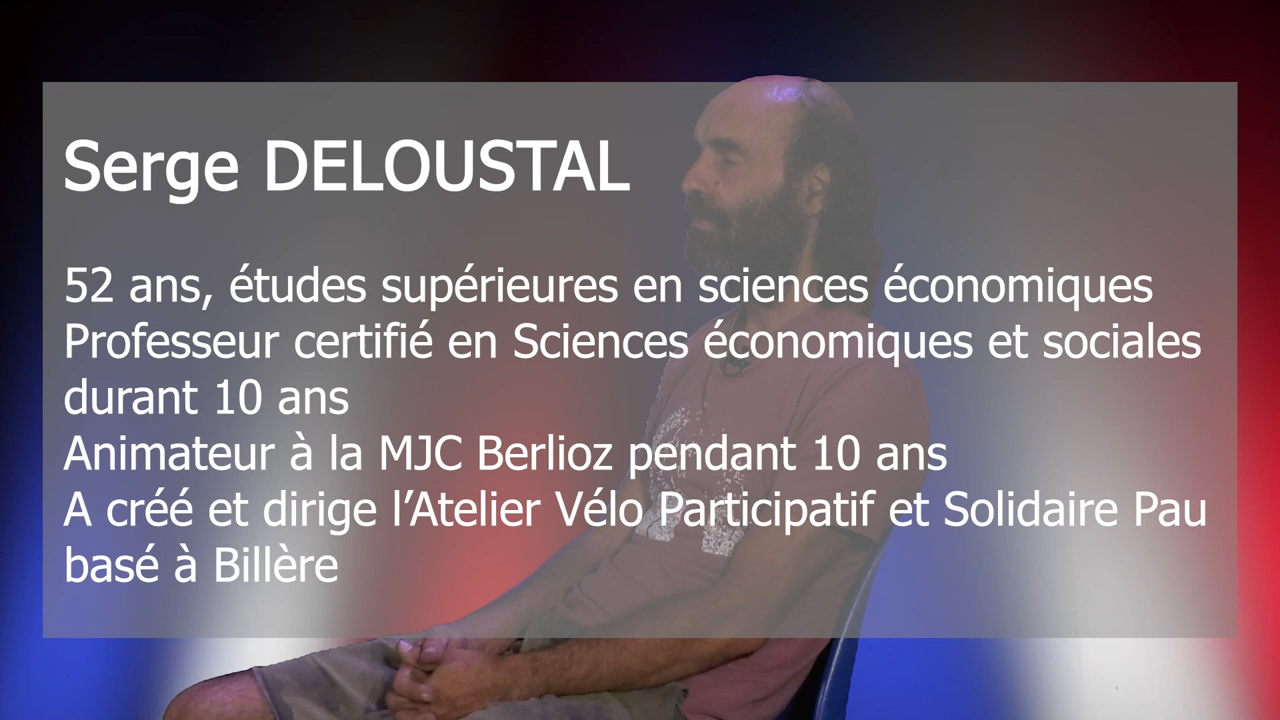 Serge DELOUSTAL
52 ans, études supérieures en sciences économiques
Professeur certifié en Sciences économiques et sociales
durant 10 ans
Animateur à la MJC Berlioz pendant 10 ans
A créé et dirige l’Atelier Vélo Participatif et Solidaire Pau
basé à Billère